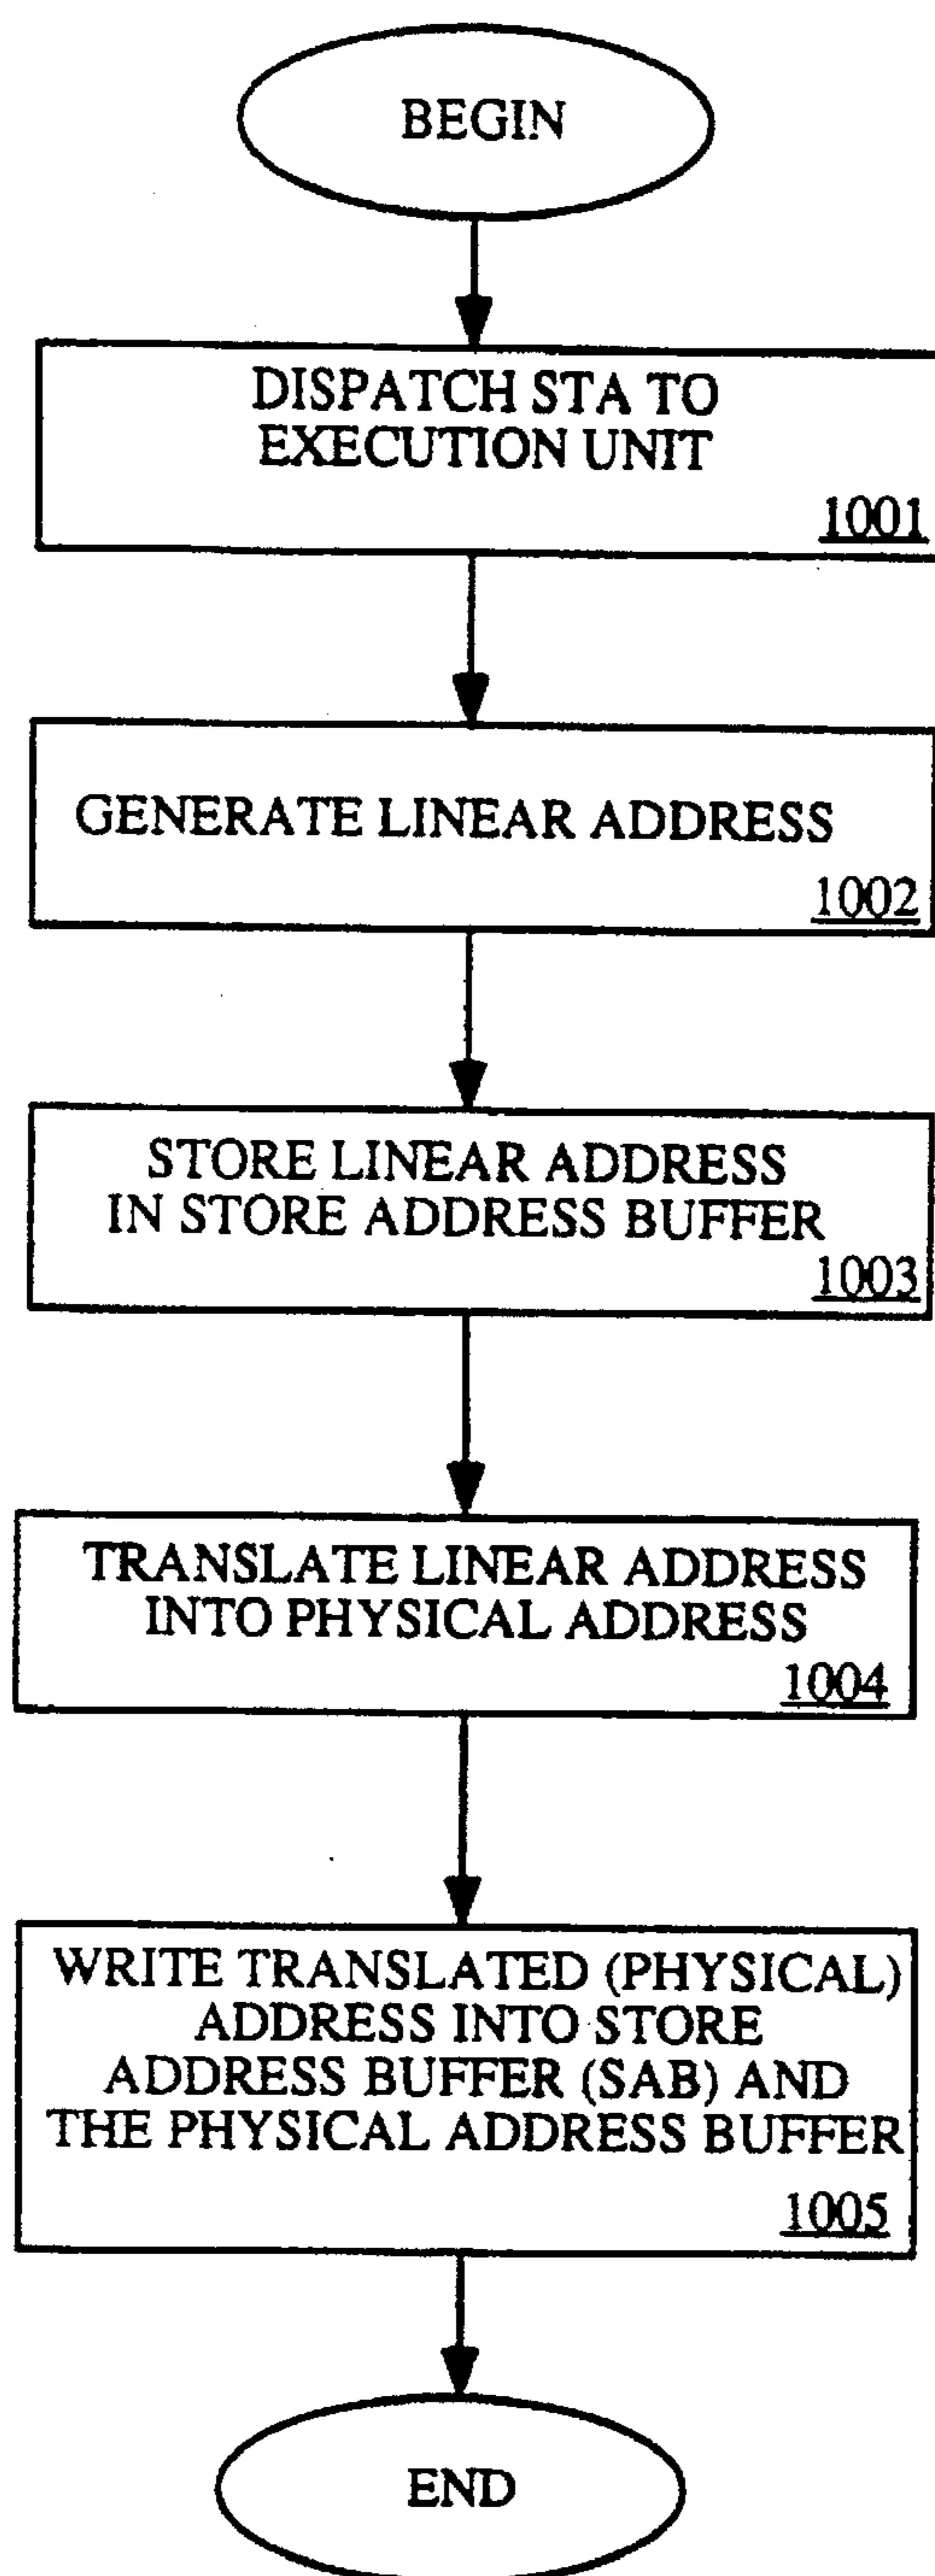 BEGIN
DISPATCH STA TO
EXECUTION UNIT
1001
GENERATE LINEAR ADDRESS
1002
STORE LINEAR ADDRESS
IN STORE ADDRESS BUFFER
1003
TRANSLATE LINEAR ADDRESS
INTO PHYSICAL ADDRESS
1004
WRITE TRANSLATED (PHYSICAL)
ADDRESS INTO STORE
ADDRESS BUFFER (SAB) AND
THE PHYSICAL ADDRESS BUFFER
1005
END